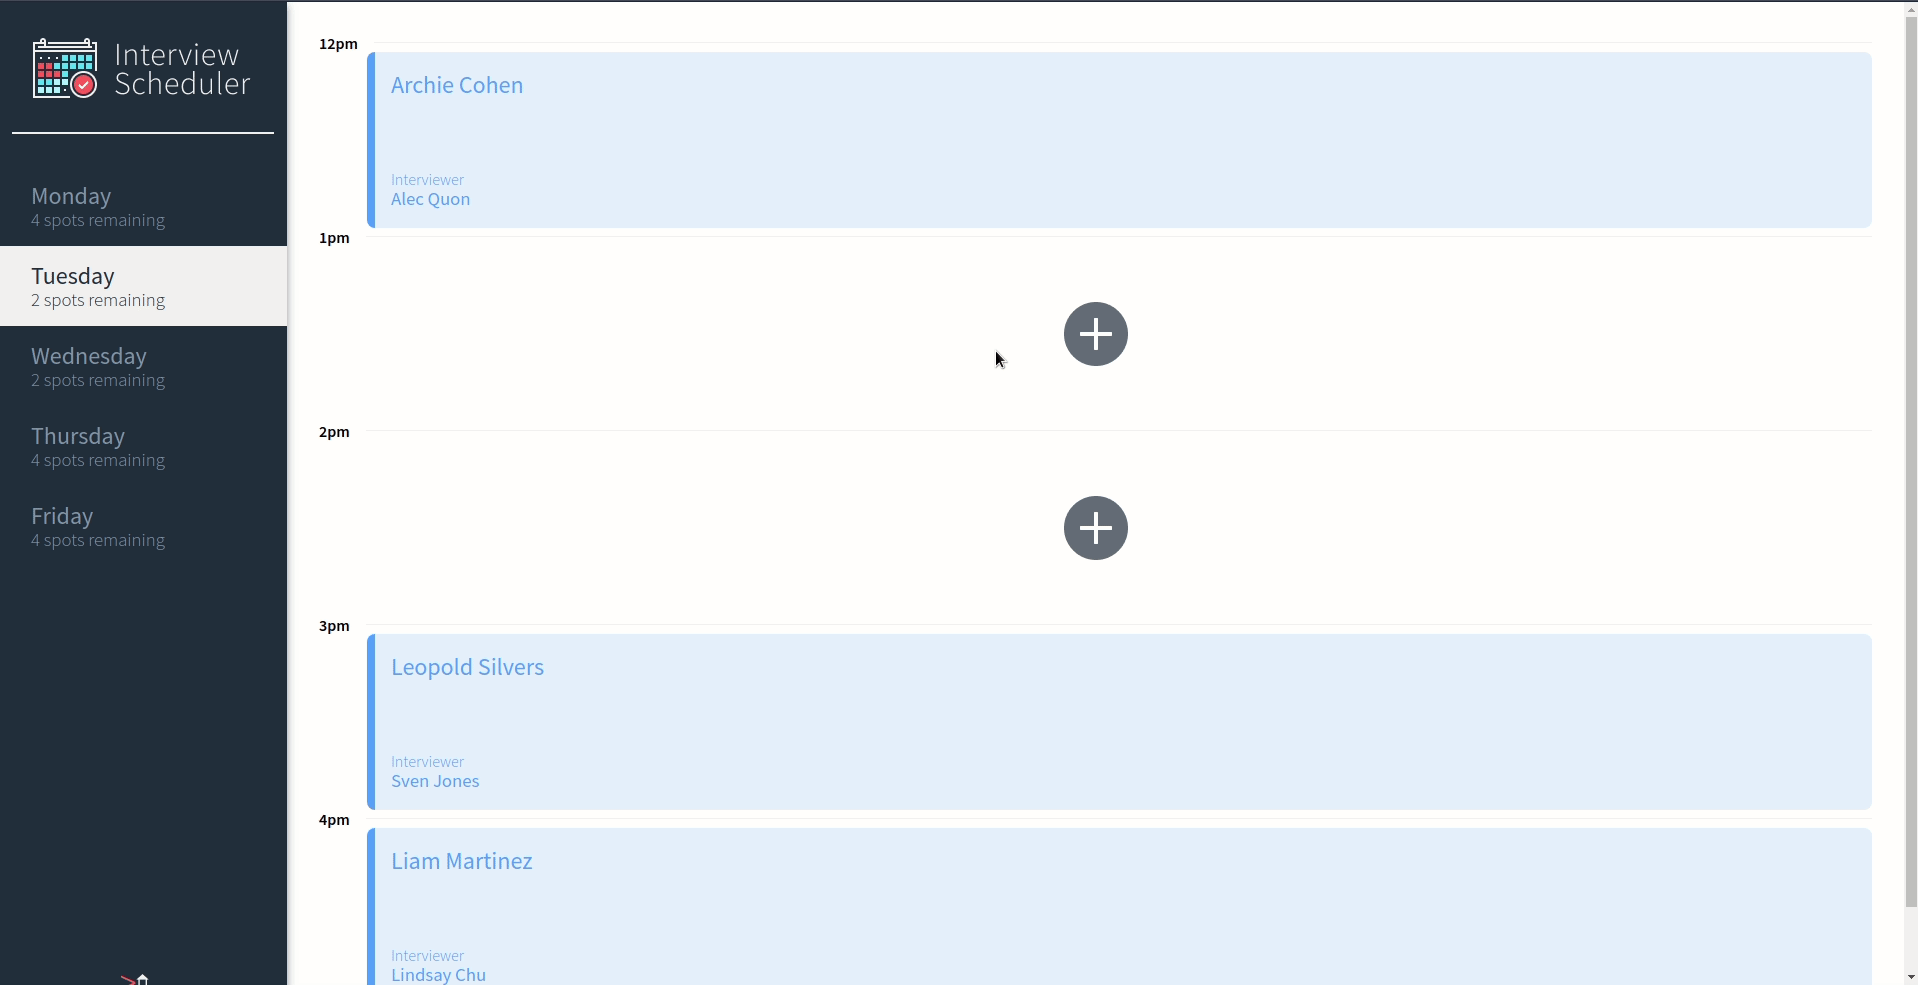 Interview
Scheduler
Monday
4 spots remaining
Tuesday
2 spots remaining
Wednesday
2 spots remaining
Thursday
4 spots remaining
Friday
4 spots remaining
12pm
Archie Cohen
Interviewer
Alec Quon
1pm
2pm
3pm
Leopold Silvers
Interviewer
Sven Jones
4pm
Liam Martinez
Interviewer
Lindsay Chu